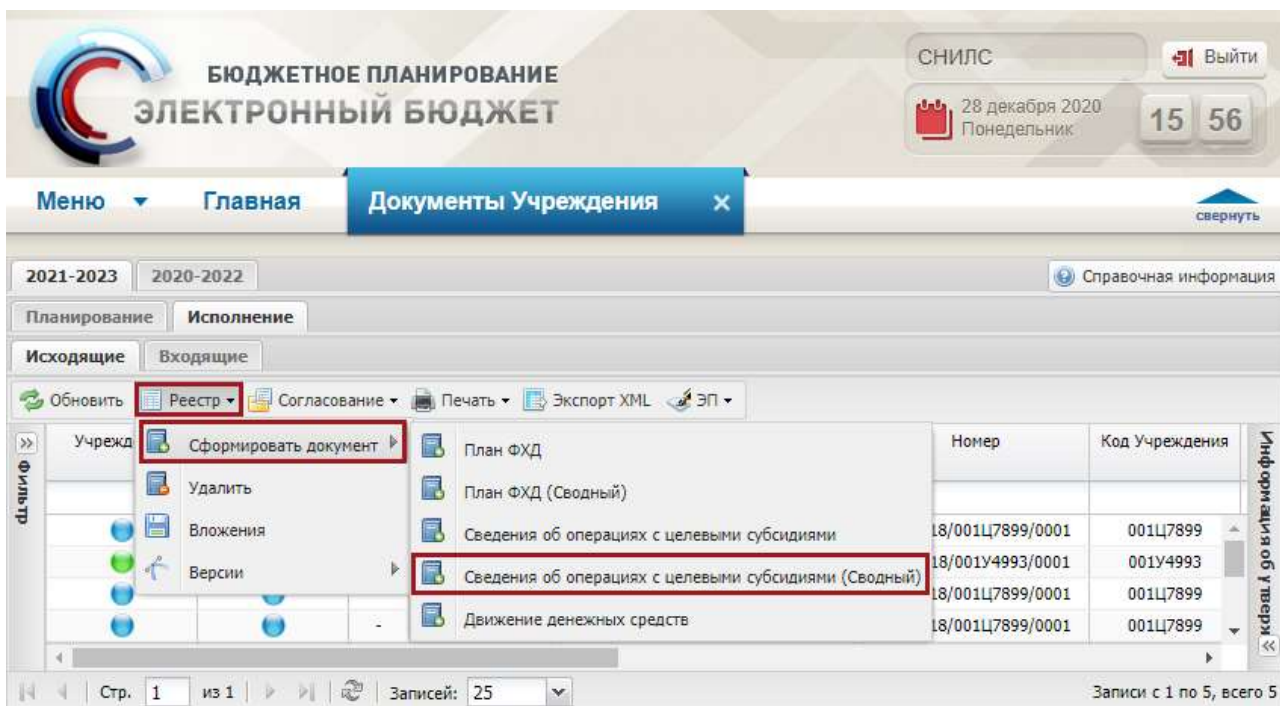 БЮДЖЕТНОЕ ПЛАНИРОВАНИЕ
ЭЛЕКТРОННЫЙ БЮДЖЕТ
СНИЛС
Выйти
28 декабря 2020
Понедельник
15 56
Меню
Главная
Документы Учреждения
свернуть
2021-2023
2020-2022
Справочная информация
Планирование
Исполнение
Исходящие
Входящие
Обновить
Реестр
Согласование
Печать
Экспорт XML
ЭП
Фильтр
Учрежд
Номер
Код Учреждения
Сформировать документ
Удалить
Вложения
Версии
План ФХД
План ФХД (Сводный)
Сведения об операциях с целевыми субсидиями
Сведения об операциях с целевыми субсидиями (Сводный)
Движение денежных средств
18/001Ц7899/0001 001Ц7899
18/001У4993/0001 001У4993
18/001Ц7899/0001 001Ц7899
- 18/001Ц7899/0001 001Ц7899
Информация об утверж
Стр. 1 из 1
Записей: 25
Записи с 1 по 5, всего 5